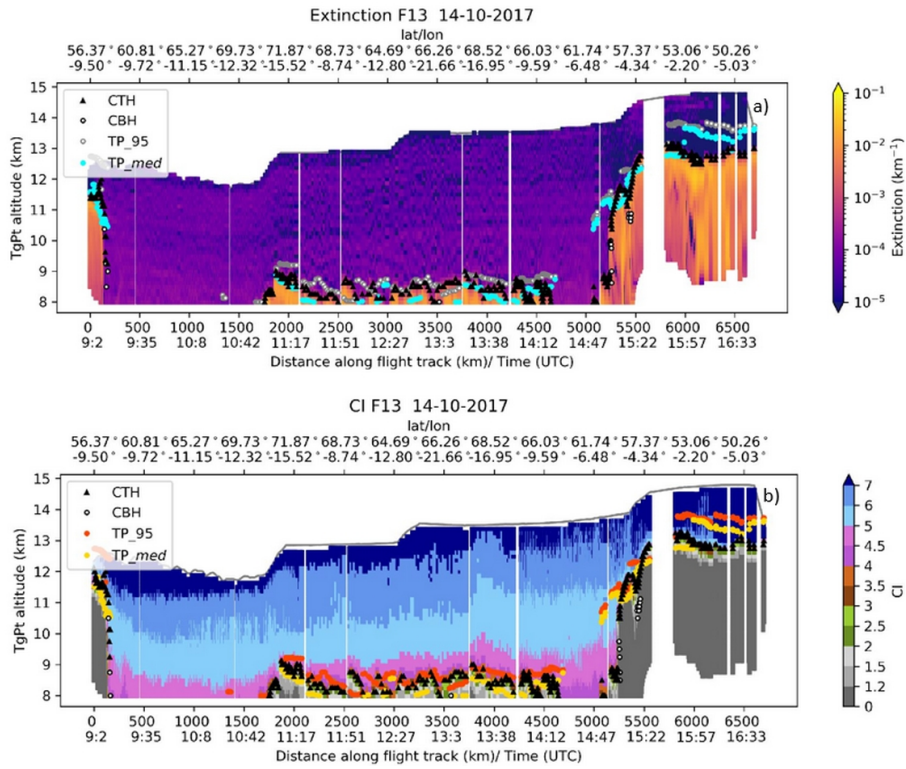 Extinction F13 14-10-2017
lat/lon
56.37° 60.81° 65.27° 69.73° 71.87° 68.73° 64.69° 66.26° 68.52° 66.03° 61.74° 57.37° 53.06° 50.26°
-9.50° -9.72° -11.15° -12.32° -15.52° -8.74° -12.80° -21.66° -16.95° -9.59° -6.48° -4.34° -2.20° -5.03°
a)
CTH
CBH
TP_95
TP_med
TgPt altitude (km)
15
14
13
12
11
10
9
8
0 500 1000 1500 2000 2500 3000 3500 4000 4500 5000 5500 6000 6500
9:2 9:35 10:8 10:42 11:17 11:51 12:27 13:3 13:38 14:12 14:47 15:22 15:57 16:33
Distance along flight track (km)/ Time (UTC)
10⁻¹
10⁻²
10⁻³
10⁻⁴
10⁻⁵
Extinction (km⁻¹)
CI F13 14-10-2017
lat/lon
56.37° 60.81° 65.27° 69.73° 71.87° 68.73° 64.69° 66.26° 68.52° 66.03° 61.74° 57.37° 53.06° 50.26°
-9.50° -9.72° -11.15° -12.32° -15.52° -8.74° -12.80° -21.66° -16.95° -9.59° -6.48° -4.34° -2.20° -5.03°
b)
CTH
CBH
TP_95
TP_med
TgPt altitude (km)
15
14
13
12
11
10
9
8
0 500 1000 1500 2000 2500 3000 3500 4000 4500 5000 5500 6000 6500
9:2 9:35 10:8 10:42 11:17 11:51 12:27 13:3 13:38 14:12 14:47 15:22 15:57 16:33
Distance along flight track (km)/ Time (UTC)
7
6
5
4.5
4
3.5
3
2.5
2
1.5
1.2
0
CI